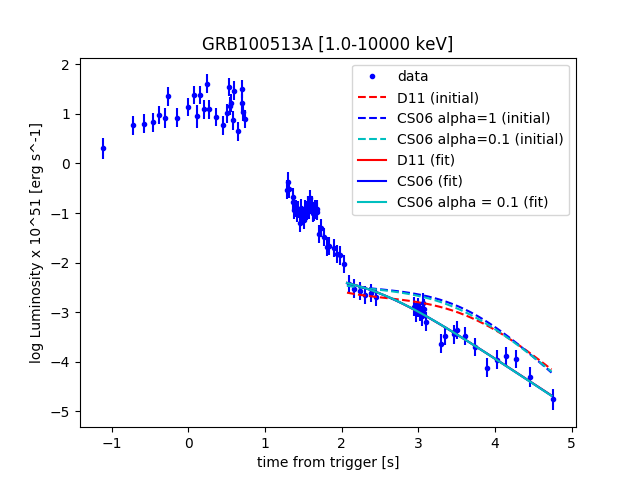 GRB100513A [1.0-10000 keV]
data
D11 (initial)
CS06 alpha=1 (initial)
CS06 alpha=0.1 (initial)
D11 (fit)
CS06 (fit)
CS06 alpha = 0.1 (fit)
log Luminosity x 10^51 [erg s^-1]
2
1
0
−1
−2
−3
−4
−5
−1 0 1 2 3 4 5
time from trigger [s]